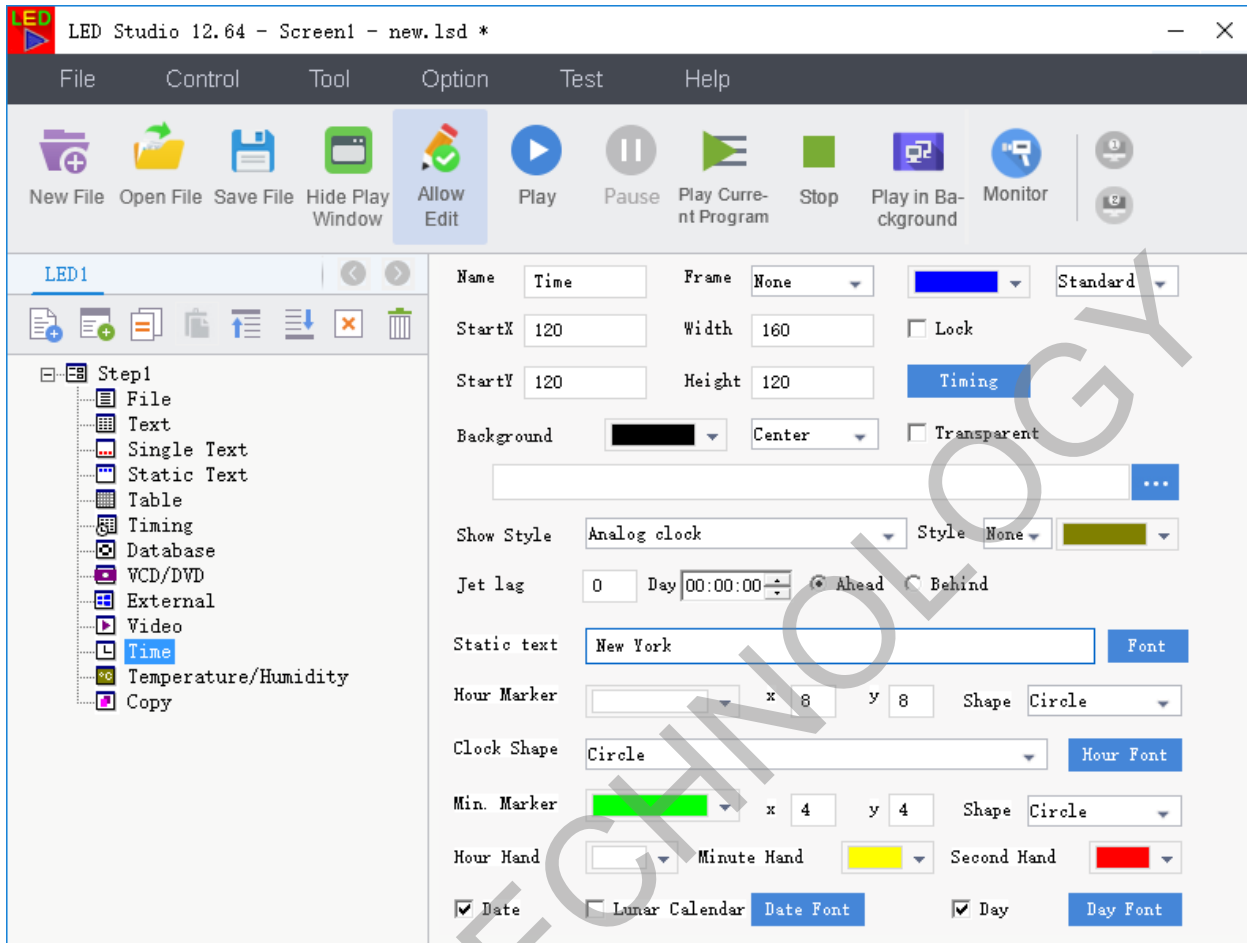 LED
LED Studio 12.64 - Screen1 - new.lsd *
File Control Tool Option Test Help
New File Open File Save File Hide Play Window Allow Edit Play Pause Play Curre- nt Program Stop Play in Ba- ckground Monitor
1
2
LED1
Step1
File
Text
Single Text
Static Text
Table
Timing
Database
VCD/DVD
External
Video
Time
Temperature/Humidity
Copy
Name Time Frame None Standard
StartX 120 Width 160 Lock
StartY 120 Height 120 Timing
Background Center Transparent
...
Show Style Analog clock Style None
Jet lag 0 Day 00:00:00 Ahead Behind
Static text New York Font
Hour Marker x 8 y 8 Shape Circle
Clock Shape Circle Hour Font
Min. Marker x 4 y 4 Shape Circle
Hour Hand Minute Hand Second Hand
Date Lunar Calendar Date Font Day Day Font
ECHNOLOGY